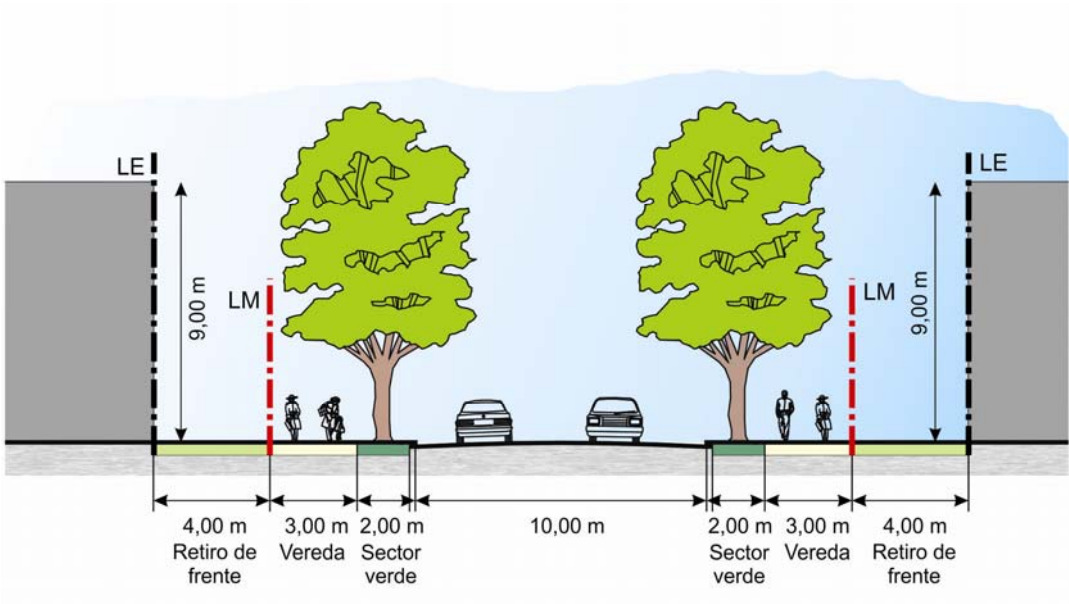 LE
LE
LM
LM
9,00 m
9,00 m
4,00 m
Retiro de
frente
3,00 m
Vereda
2,00 m
Sector
verde
10,00 m
2,00 m
Sector
verde
3,00 m
Vereda
4,00 m
Retiro de
frente